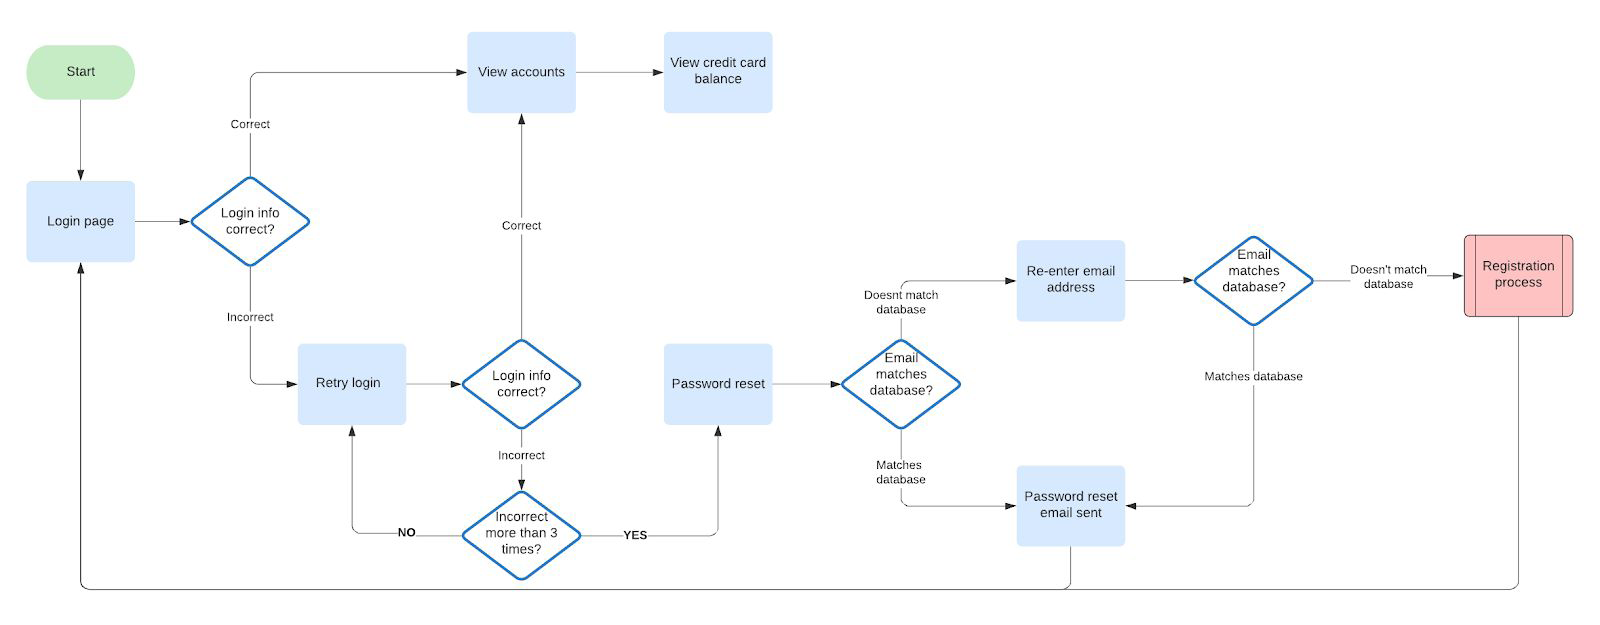 Start
View accounts
View credit card
balance
Correct
Login page
Login info
correct?
Correct
Incorrect
Retry login
Login info
correct?
Incorrect
Incorrect
more than 3
times?
NO
YES
Password reset
Email
matches
database?
Doesnt match
database
Matches
database
Re-enter email
address
Email
matches
database?
Doesn't match
database
Registration
process
Matches database
Password reset
email sent